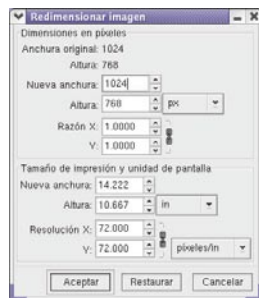 Redimensionar imagen
Dimensiones en píxeles
Anchura original: 1024
Altura: 768
Nueva anchura: 1024
Altura: 768 px
Razón X: 1.0000
Y: 1.0000
Tamaño de impresión y unidad de pantalla
Nueva anchura: 14.222
Altura: 10.667 in
Resolución X: 72.000
Y: 72.000 píxeles/in
Aceptar Restaurar Cancelar